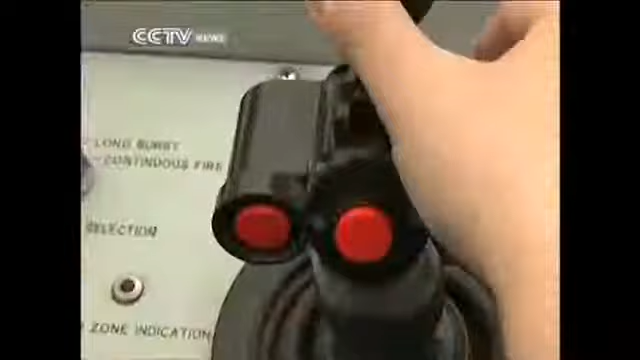 CCTV NEWS
LONG BURST
- CONTINUOUS FIRE
SELECTION
ZONE INDICATION